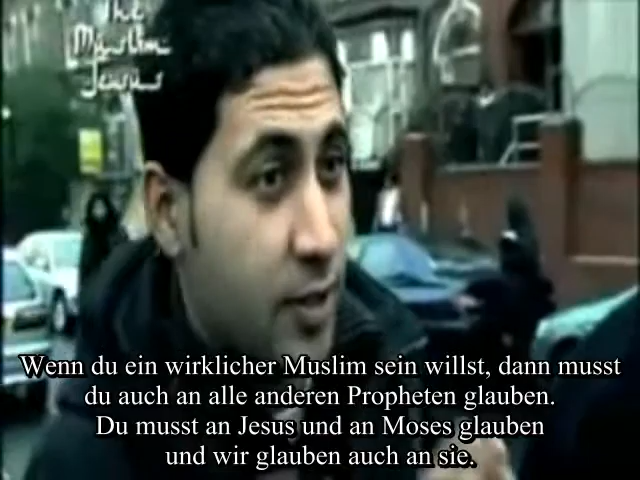 The
Muslim
Jesus
Wenn du ein wirklicher Muslim sein willst, dann musst
du auch an alle anderen Propheten glauben.
Du musst an Jesus und an Moses glauben
und wir glauben auch an sie.